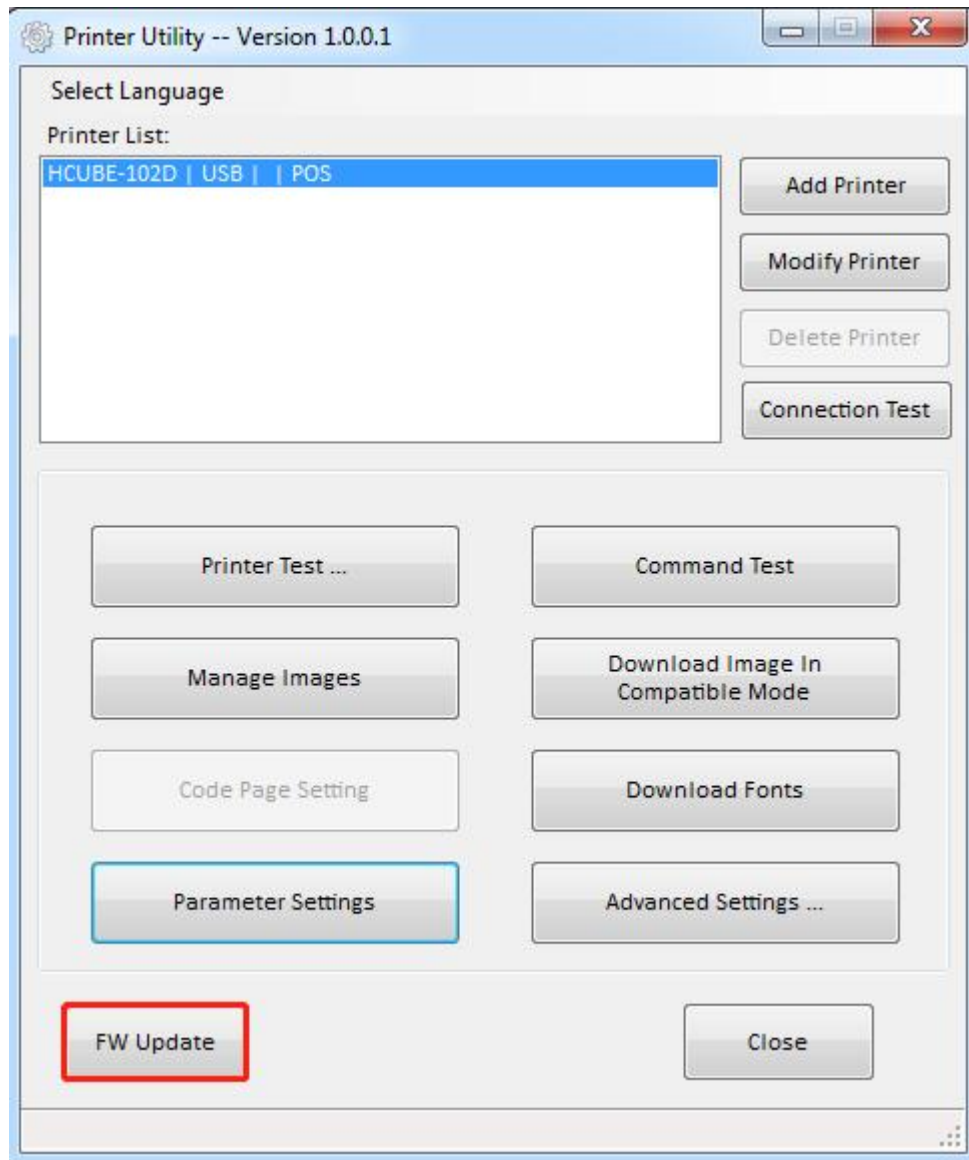 Printer Utility -- Version 1.0.0.1
Select Language
Printer List:
HCUBE-102D | USB |   | POS
Add Printer
Modify Printer
Delete Printer
Connection Test
Printer Test ...
Command Test
Manage Images
Download Image In
Compatible Mode
Code Page Setting
Download Fonts
Parameter Settings
Advanced Settings ...
FW Update
Close